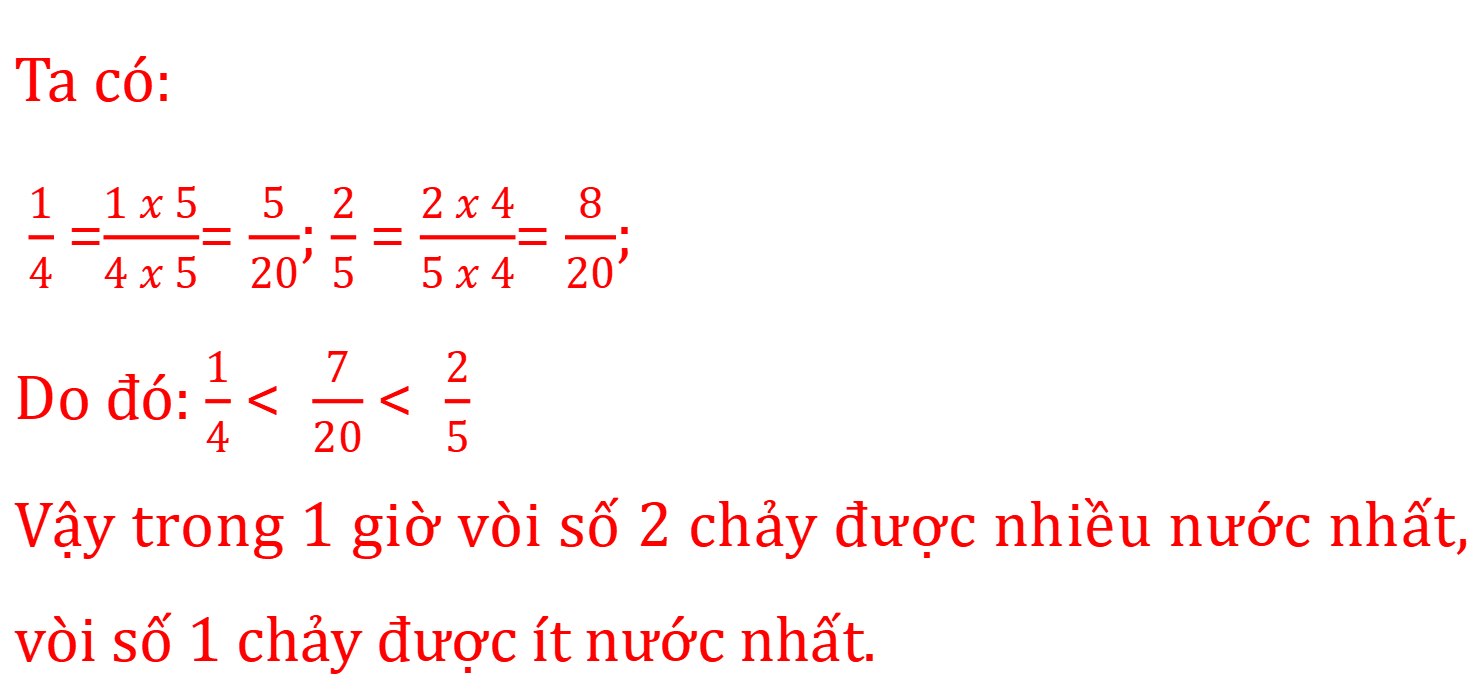 Ta có:
1/4 = (1 x 5)/(4 x 5) = 5/20; 2/5 = (2 x 4)/(5 x 4) = 8/20;
Do đó: 1/4 < 7/20 < 2/5
Vậy trong 1 giờ vòi số 2 chảy được nhiều nước nhất,
vòi số 1 chảy được ít nước nhất.